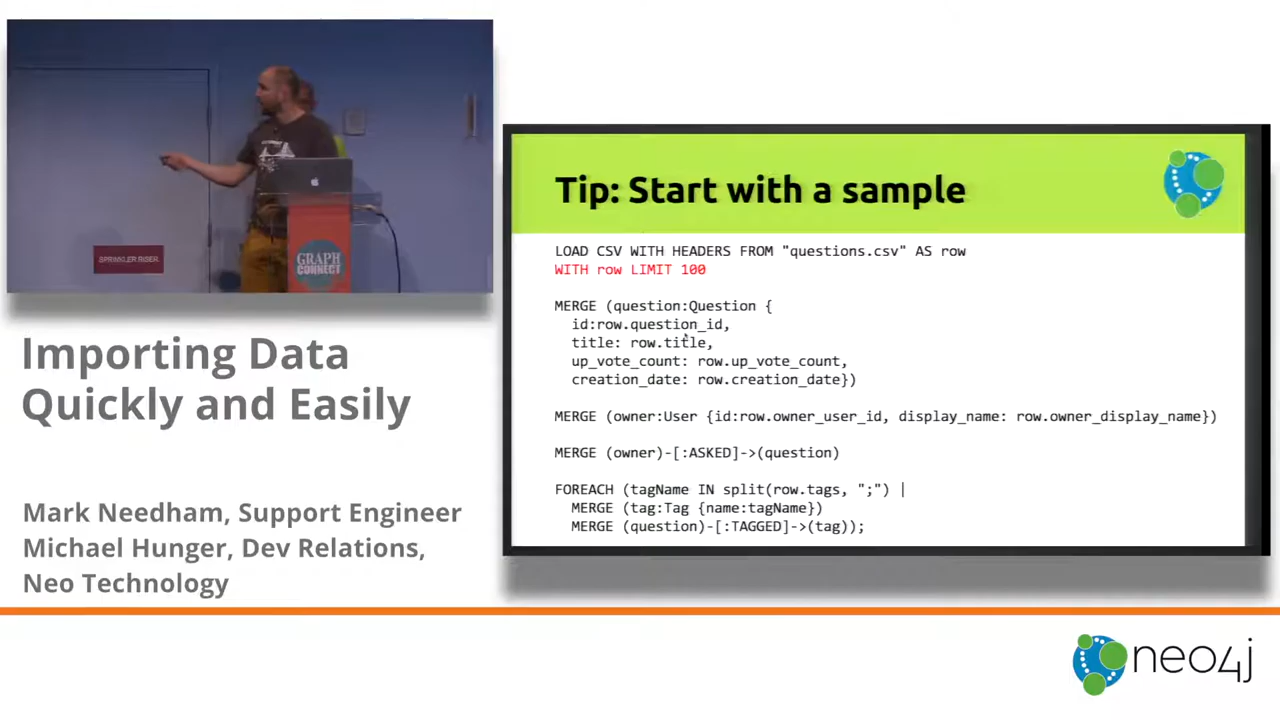 SPRINKLER RISER.
GRAPH
CONNECT
Importing Data
Quickly and Easily
Mark Needham, Support Engineer
Michael Hunger, Dev Relations,
Neo Technology
Tip: Start with a sample
LOAD CSV WITH HEADERS FROM "questions.csv" AS row
WITH row LIMIT 100
MERGE (question:Question {
id:row.question_id,
title: row.title,
up_vote_count: row.up_vote_count,
creation_date: row.creation_date})
MERGE (owner:User {id:row.owner_user_id, display_name: row.owner_display_name})
MERGE (owner)-[:ASKED]->(question)
FOREACH (tagName IN split(row.tags, ";") |
MERGE (tag:Tag {name:tagName})
MERGE (question)-[:TAGGED]->(tag));
neo4j